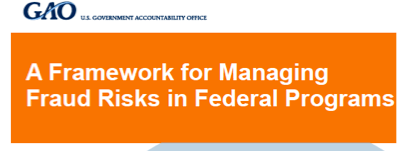 GAO U.S. GOVERNMENT ACCOUNTABILITY OFFICE
A Framework for Managing
Fraud Risks in Federal Programs